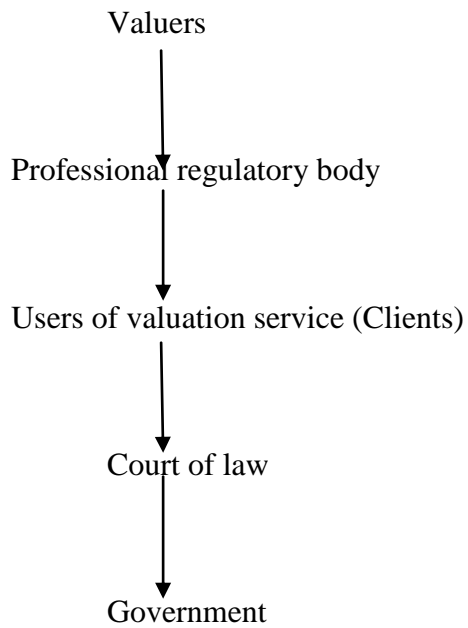 Valuers
Professional regulatory body
Users of valuation service (Clients)
Court of law
Government